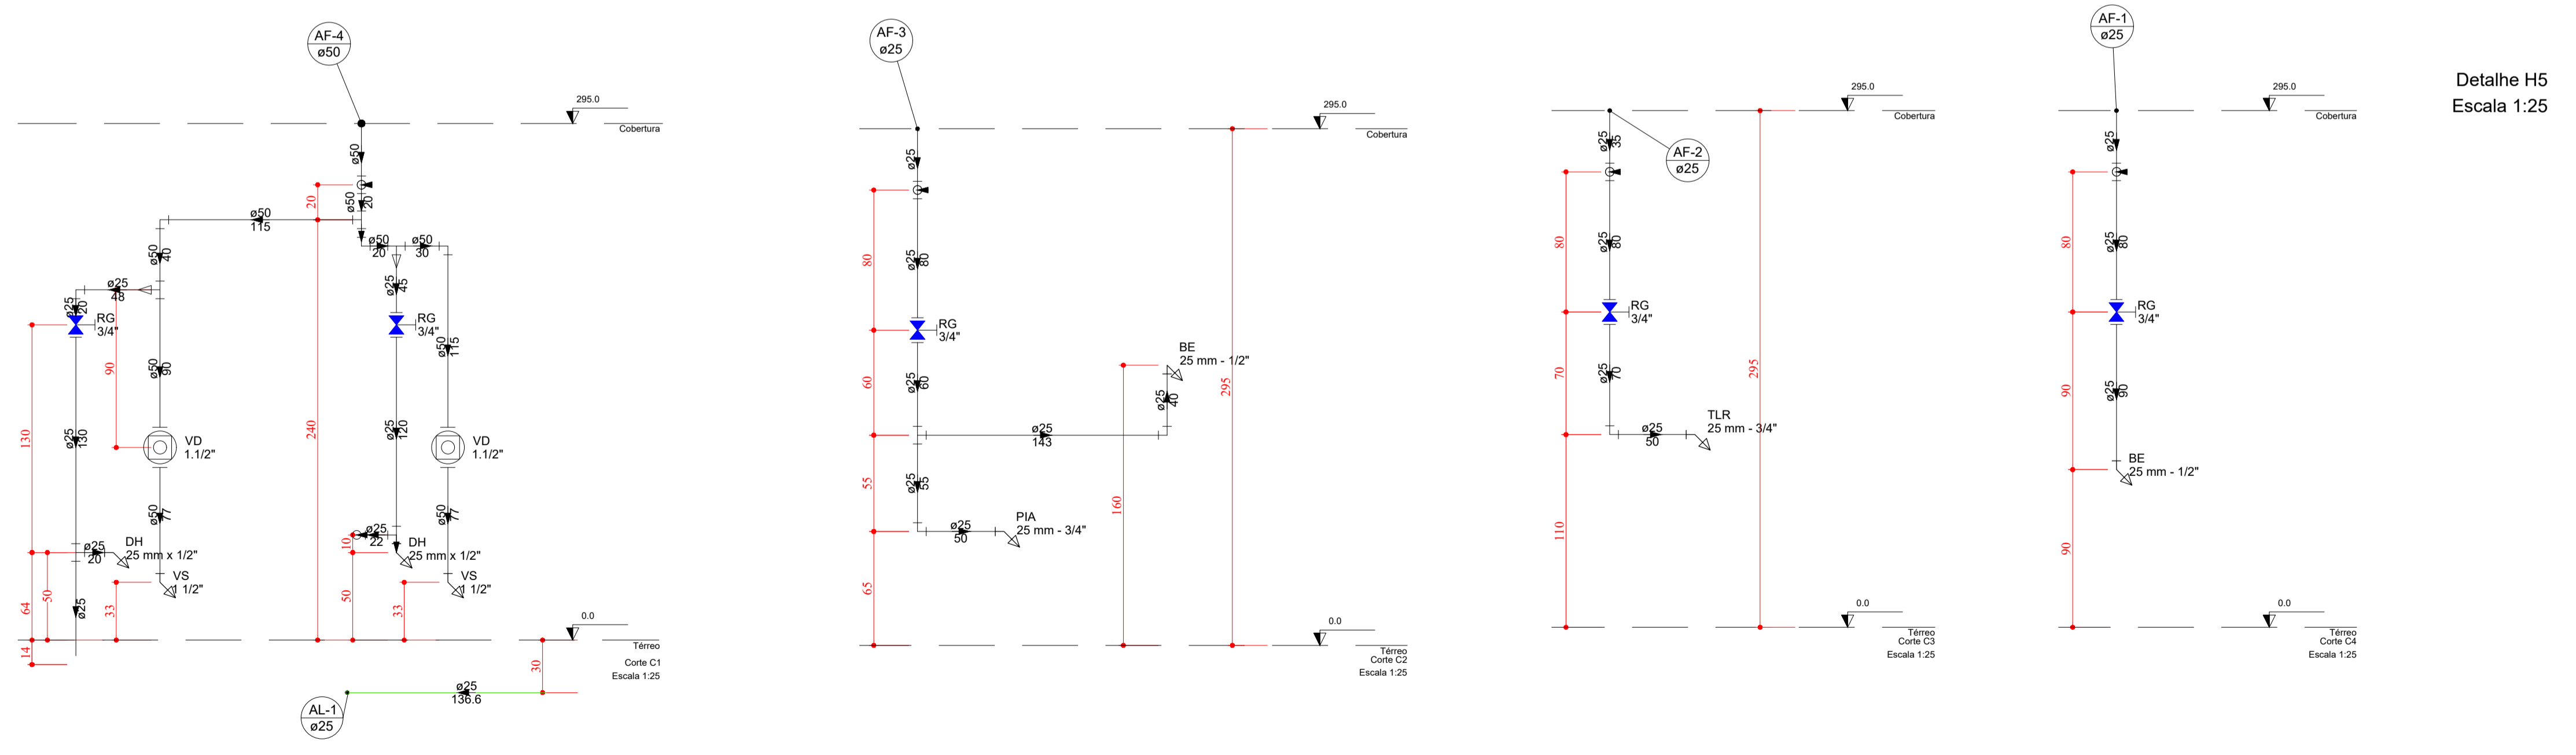 AF-4
ø50
295.0
Cobertura
ø50
20
ø50
20
ø50
115
ø50
40
ø50
20
ø50
30
ø25
48
ø25
20
ø25
45
RG
3/4"
RG
3/4"
ø50
115
90
ø50
90
240
130
ø25
130
ø25
120
VD
1.1/2"
VD
1.1/2"
ø50
77
ø50
77
ø25
22
10
DH
25 mm x 1/2"
ø25
20
DH
25 mm x 1/2"
VS
1 1/2"
VS
1 1/2"
64
50
ø25
33
50
33
0.0
Térreo
14
30
Corte C1
Escala 1:25
ø25
136.6
AL-1
ø25
AF-3
ø25
295.0
Cobertura
ø25
80
ø25
80
RG
3/4"
BE
25 mm - 1/2"
60
ø25
60
295
ø25
40
ø25
143
55
ø25
55
160
PIA
25 mm - 3/4"
ø25
50
65
0.0
Térreo
Corte C2
Escala 1:25
295.0
Cobertura
ø25
35
AF-2
ø25
80
ø25
80
RG
3/4"
295
70
ø25
70
TLR
25 mm - 3/4"
ø25
50
110
0.0
Térreo
Corte C3
Escala 1:25
AF-1
ø25
295.0
Cobertura
ø25
80
ø25
80
RG
3/4"
90
ø25
90
BE
25 mm - 1/2"
90
0.0
Térreo
Corte C4
Escala 1:25
Detalhe H5
Escala 1:25